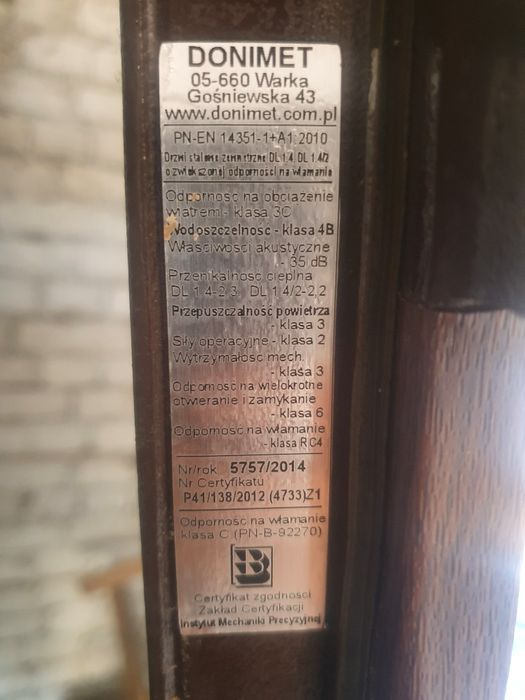 DONIMET
05-660 Warka
Gośniewska 43
www.donimet.com.pl
PN-EN 14351-1+A1:2010
Drzwi stalowe zewnętrzne DL 1.4, DL 1.4/2
o zwiększonej odporności na włamanie
Odporność na obciążenie
wiatrem - klasa 3C
Wodoszczelność - klasa 4B
Właściwości akustyczne
- 35 dB
Przenikalność cieplna
DL 1.4-2,3 DL 1.4/2-2,2
Przepuszczalność powietrza
- klasa 3
Siły operacyjne - klasa 2
Wytrzymałość mech.
- klasa 3
Odporność na wielokrotne
otwieranie i zamykanie
- klasa 6
Odporność na włamanie
- klasa RC4
Nr/rok 5757/2014
Nr Certyfikatu
P41/138/2012 (4733)Z1
Odporność na włamanie
klasa C (PN-B-92270)
B
Certyfikat zgodności
Zakład Certyfikacji
Instytut Mechaniki Precyzyjnej